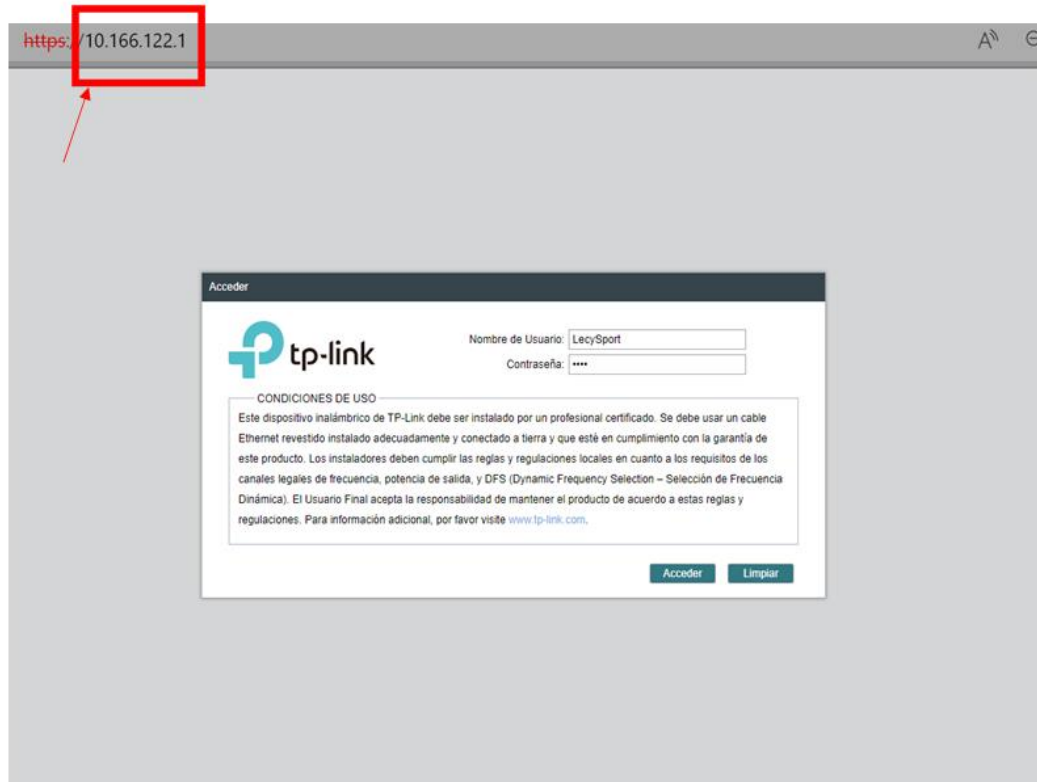 https://10.166.122.1
A
Acceder
tp-link
Nombre de Usuario: LecySport
Contraseña: ••••
CONDICIONES DE USO
Este dispositivo inalámbrico de TP-Link debe ser instalado por un profesional certificado. Se debe usar un cable
Ethernet revestido instalado adecuadamente y conectado a tierra y que esté en cumplimiento con la garantía de
este producto. Los instaladores deben cumplir las reglas y regulaciones locales en cuanto a los requisitos de los
canales legales de frecuencia, potencia de salida, y DFS (Dynamic Frequency Selection – Selección de Frecuencia
Dinámica). El Usuario Final acepta la responsabilidad de mantener el producto de acuerdo a estas reglas y
regulaciones. Para información adicional, por favor visite www.tp-link.com.
Acceder Limpiar